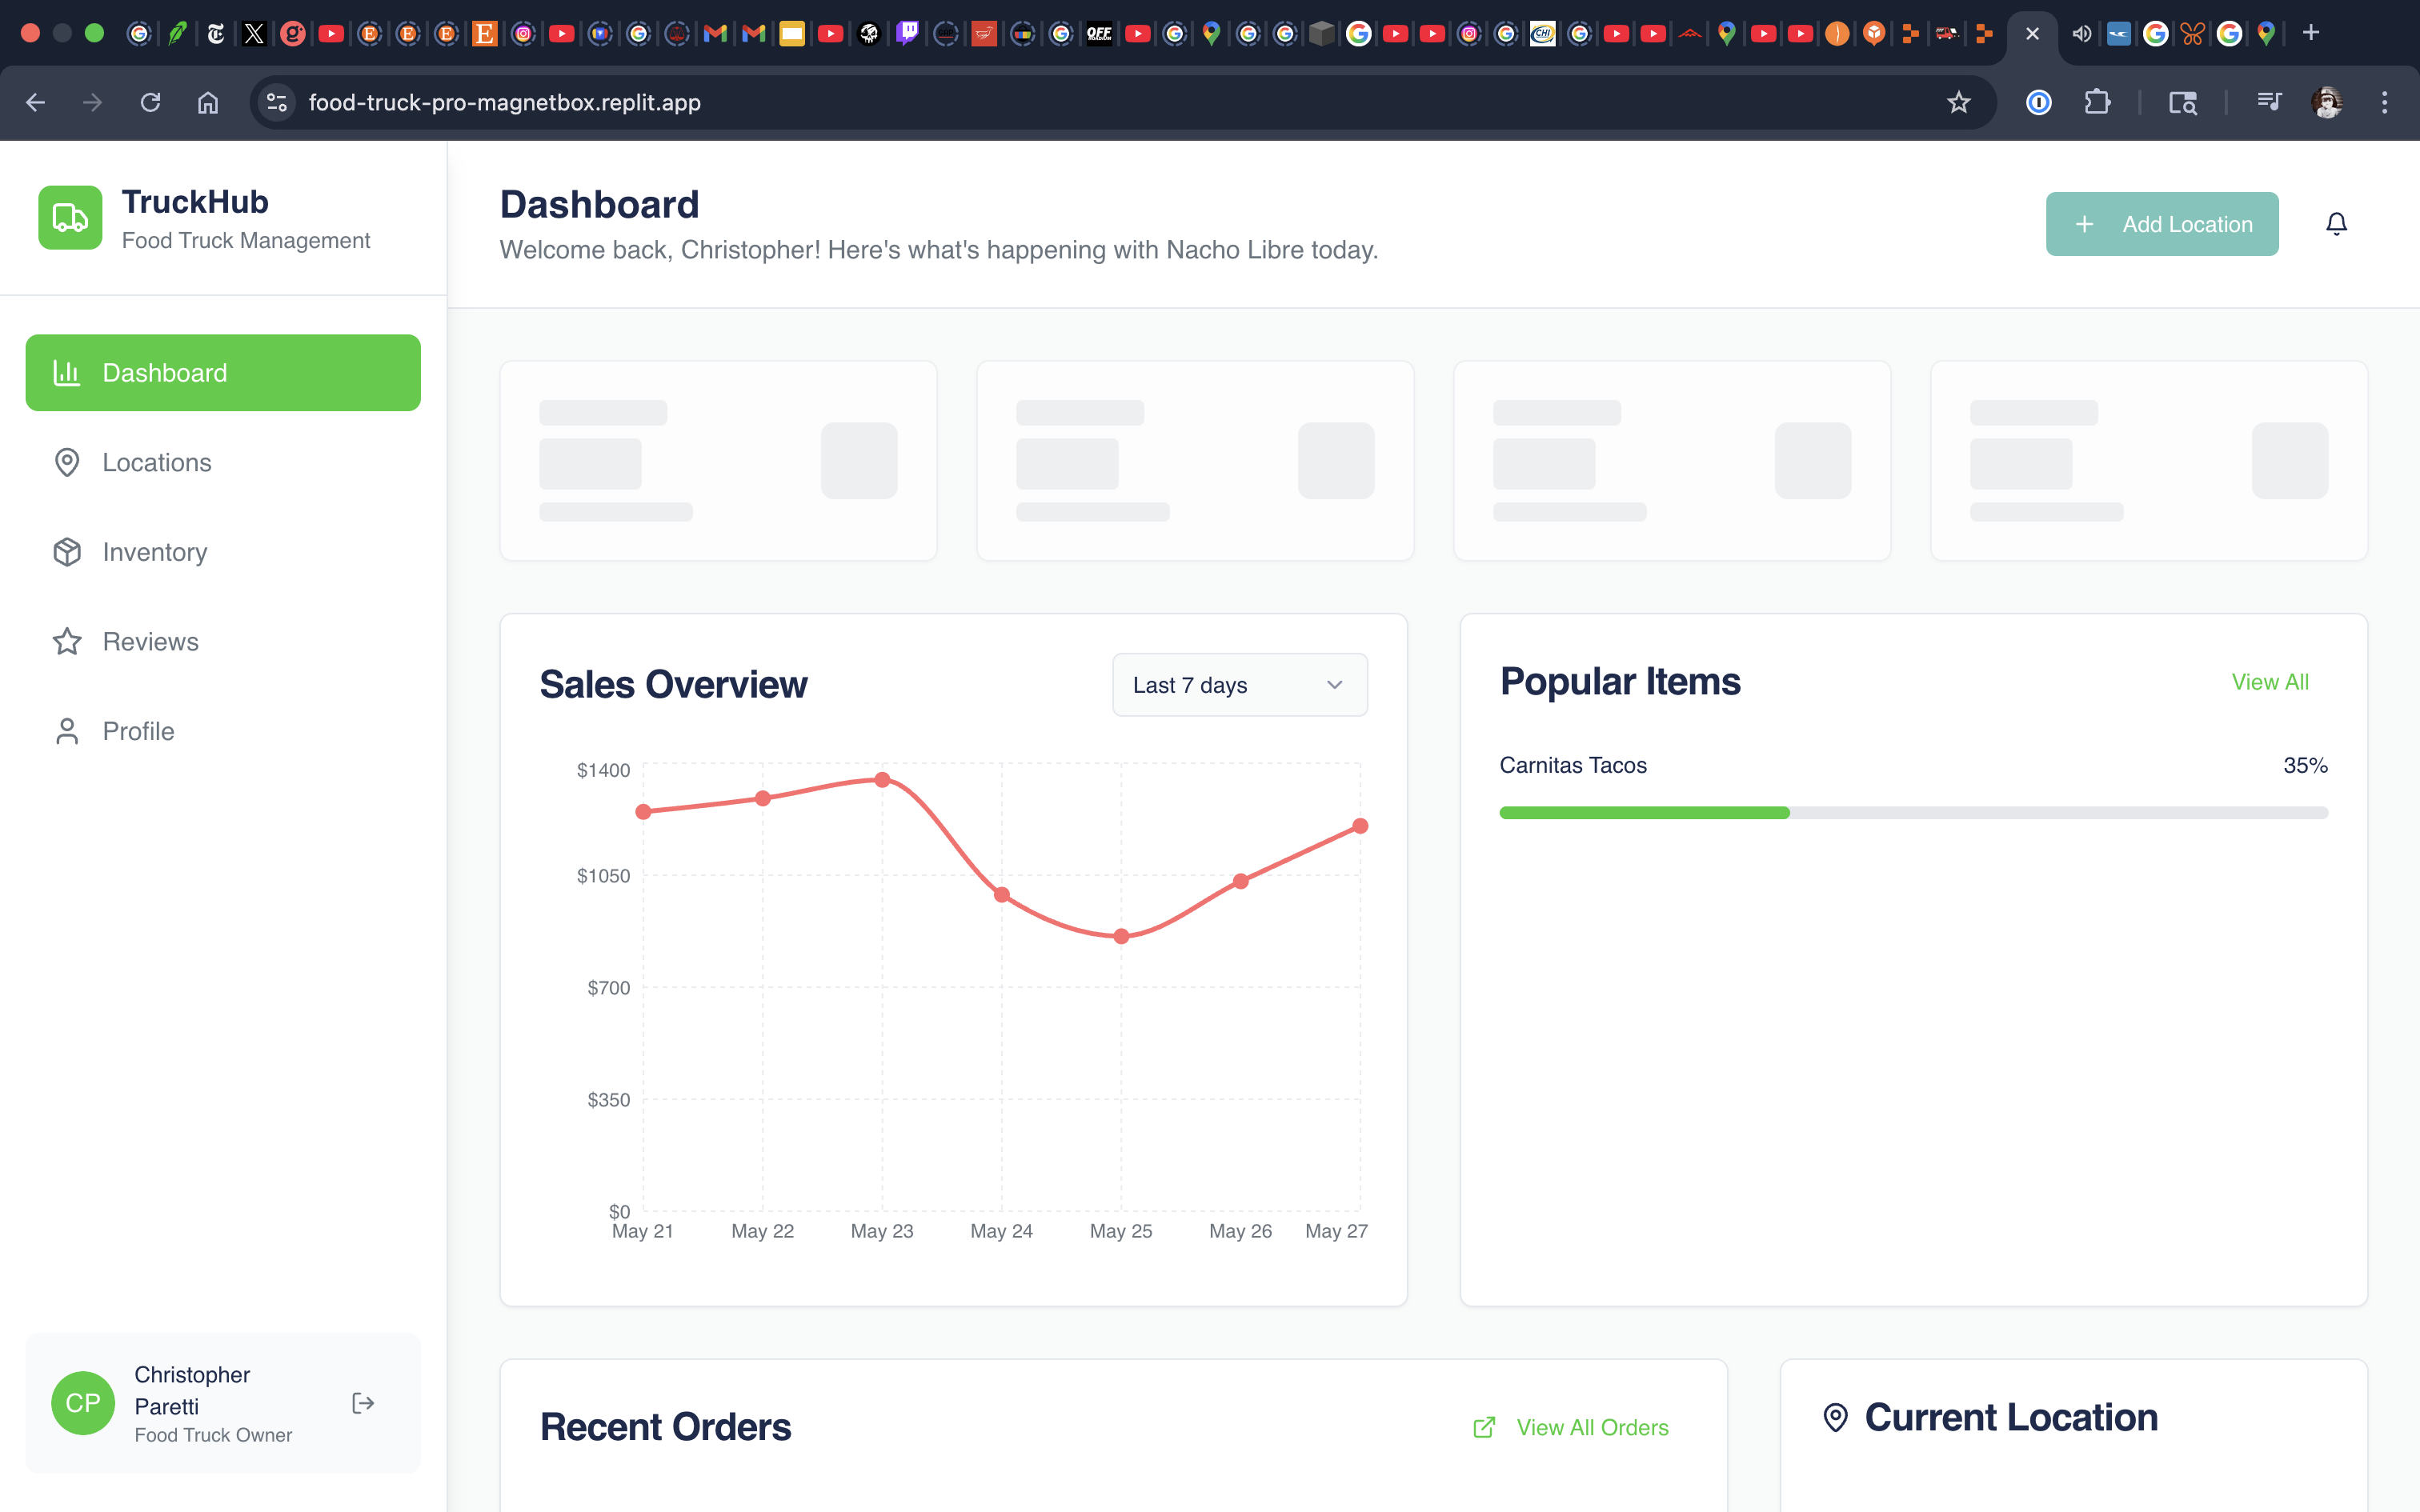 food-truck-pro-magnetbox.replit.app
TruckHub
Food Truck Management
Dashboard
Locations
Inventory
Reviews
Profile
Christopher
Paretti
Food Truck Owner
CP
Dashboard
Welcome back, Christopher! Here's what's happening with Nacho Libre today.
+ Add Location
Sales Overview
Last 7 days
$1400
$1050
$700
$350
$0
May 21 May 22 May 23 May 24 May 25 May 26 May 27
Popular Items
View All
Carnitas Tacos 35%
Recent Orders
View All Orders
Current Location